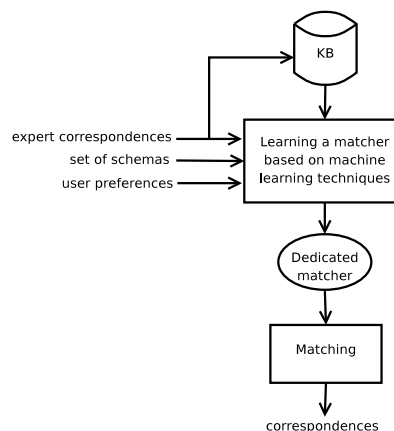 KB
expert correspondences
set of schemas
user preferences
Learning a matcher
based on machine
learning techniques
Dedicated
matcher
Matching
correspondences